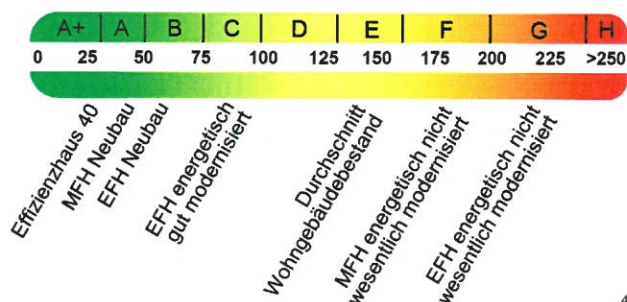 A+ A B C D E F G H
0 25 50 75 100 125 150 175 200 225 >250
Effizienzhaus 40
MFH Neubau
EFH Neubau
EFH energetisch
gut modernisiert
Durchschnitt
Wohngebäudebestand
MFH energetisch nicht
wesentlich modernisiert
EFH energetisch nicht
wesentlich modernisiert